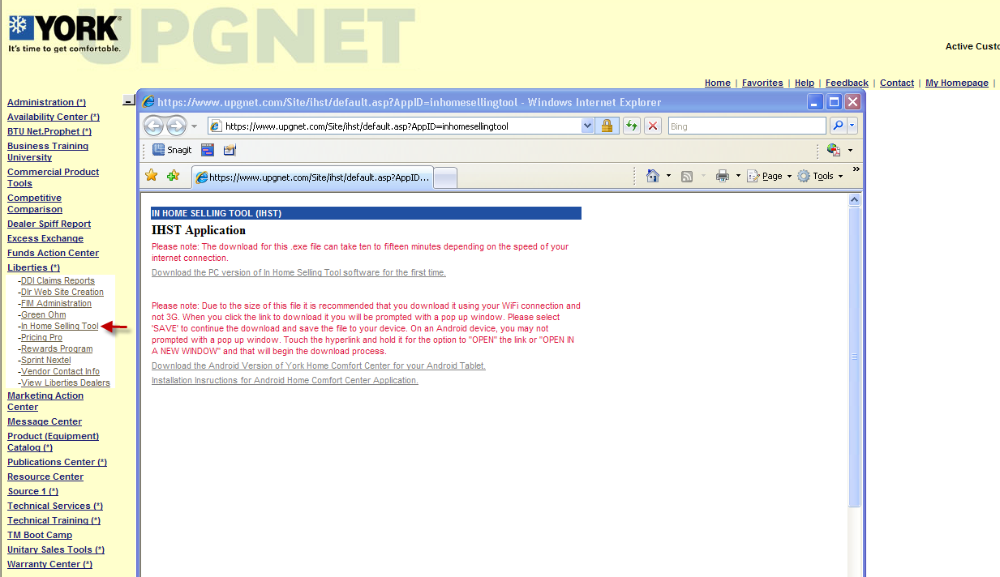 YORK®
It's time to get comfortable.
UPGNET
Active Custo
Home | Favorites | Help | Feedback | Contact | My Homepage |
Administration (*)
Availability Center (*)
BTU Net.Prophet (*)
Business Training
University
Commercial Product
Tools
Competitive
Comparison
Dealer Spiff Report
Excess Exchange
Funds Action Center
Liberties (*)
-DDI Claims Reports
-Dlr Web Site Creation
-FIM Administration
-Green Ohm
-In Home Selling Tool
-Pricing Pro
-Rewards Program
-Sprint Nextel
-Vendor Contact Info
-View Liberties Dealers
Marketing Action
Center
Message Center
Product (Equipment)
Catalog (*)
Publications Center (*)
Resource Center
Source 1 (*)
Technical Services (*)
Technical Training (*)
TM Boot Camp
Unitary Sales Tools (*)
Warranty Center (*)
https://www.upgnet.com/Site/ihst/default.asp?AppID=inhomesellingtool - Windows Internet Explorer
https://www.upgnet.com/Site/ihst/default.asp?AppID=inhomesellingtool
Bing
Snagit
https://www.upgnet.com/Site/ihst/default.asp?AppID...
Page
Tools
IN HOME SELLING TOOL (IHST)
IHST Application
Please note: The download for this .exe file can take ten to fifteen minutes depending on the speed of your
internet connection.
Download the PC version of In Home Selling Tool software for the first time.
Please note: Due to the size of this file it is recommended that you download it using your WiFi connection and
not 3G. When you click the link to download it you will be prompted with a pop up window. Please select
'SAVE' to continue the download and save the file to your device. On an Android device, you may not
prompted with a pop up window. Touch the hyperlink and hold it for the option to "OPEN" the link or "OPEN IN
A NEW WINDOW" and that will begin the download process.
Download the Android Version of York Home Comfort Center for your Android Tablet.
Installation Insructions for Android Home Comfort Center Application.